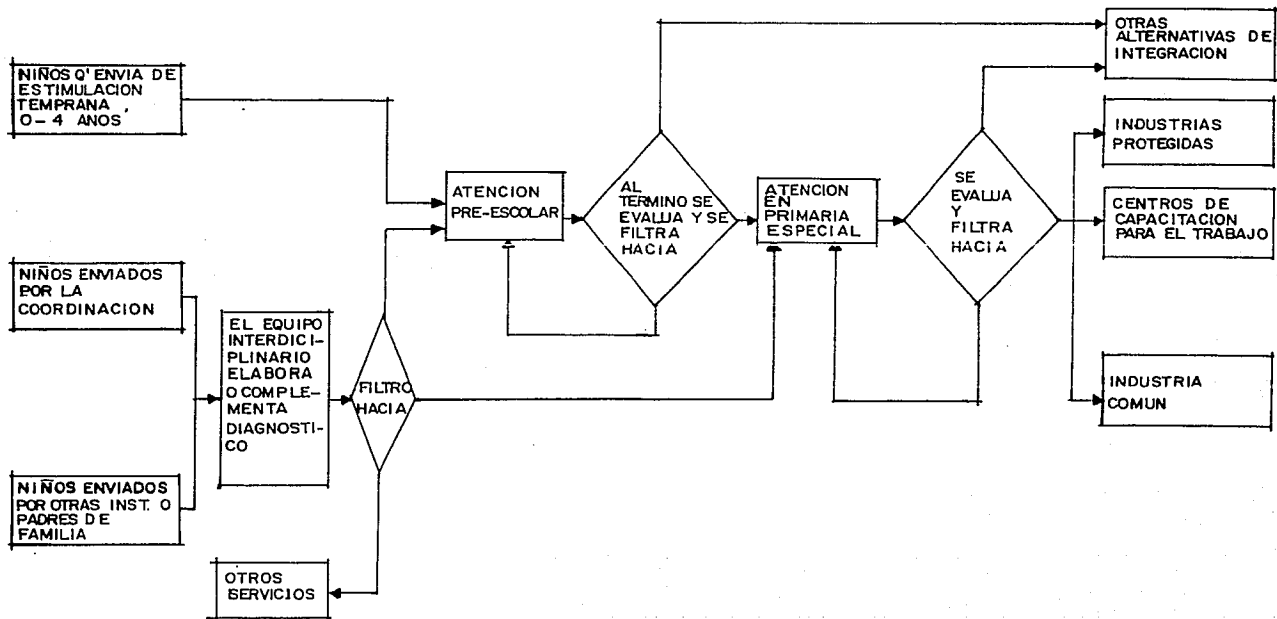 NIÑOS Q' ENVIA DE
ESTIMULACION
TEMPRANA,
0-4 AÑOS
NIÑOS ENVIADOS
POR LA
COORDINACION
NIÑOS ENVIADOS
POR OTRAS INST. O
PADRES DE
FAMILIA
EL EQUIPO
INTERDICI-
PLINARIO
ELABORA
O COMPLE-
MENTA
DIAGNOSTI-
CO
FILTRO
HACIA
OTROS
SERVICIOS
ATENCION
PRE-ESCOLAR
AL
TERMINO SE
EVALUA Y SE
FILTRA
HACIA
ATENCION
EN
PRIMARIA
ESPECIAL
SE
EVALUA
Y
FILTRA
HACIA
OTRAS
ALTERNATIVAS DE
INTEGRACION
INDUSTRIAS
PROTEGIDAS
CENTROS DE
CAPACITACION
PARA EL TRABAJO
INDUSTRIA
COMUN